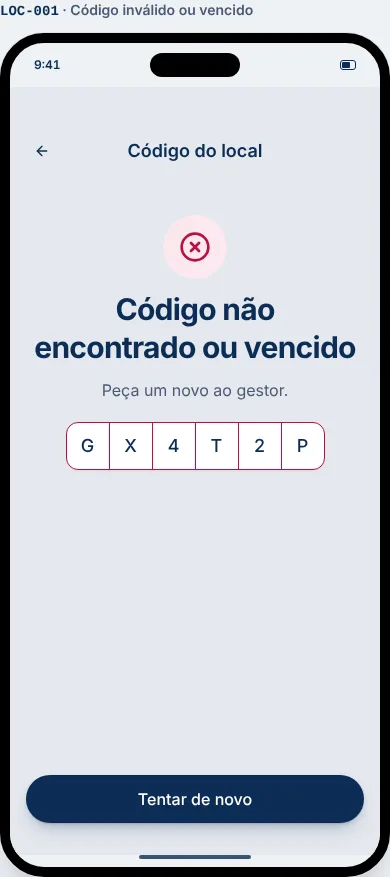 LOC-001 · Código inválido ou vencido
9:41
Código do local
Código não
encontrado ou vencido
Peça um novo ao gestor.
G X 4 T 2 P
Tentar de novo